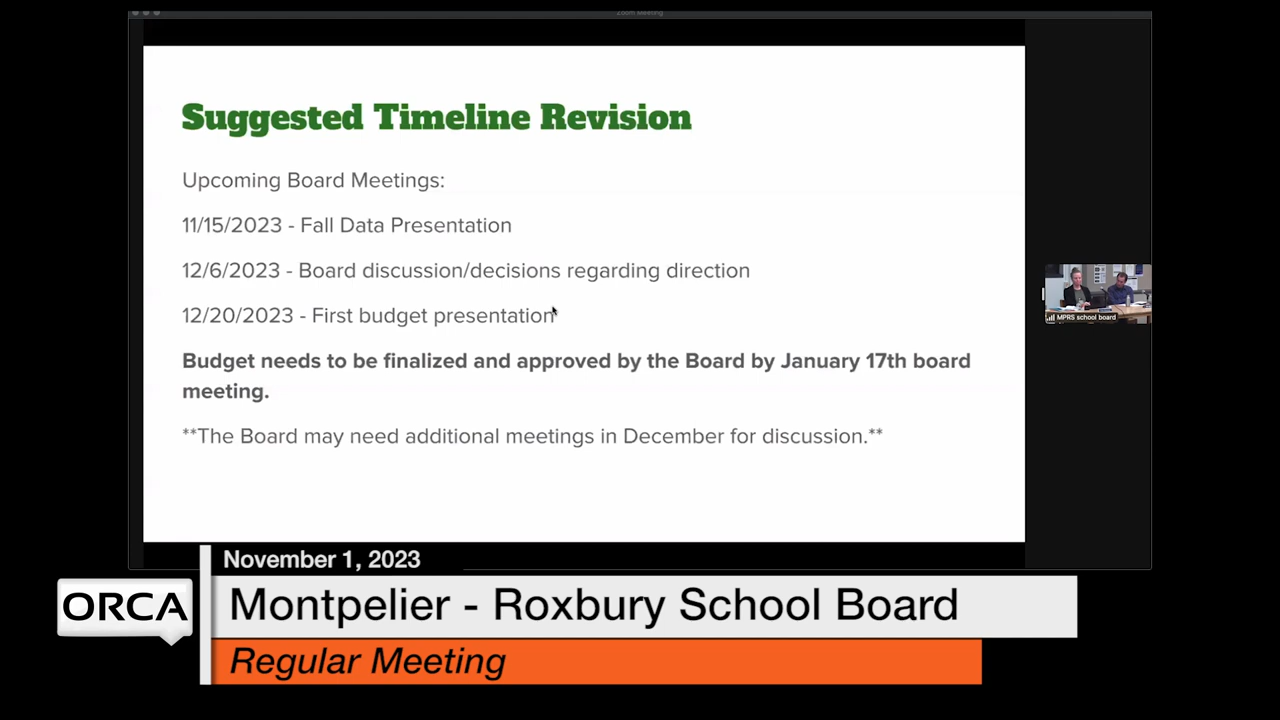 Zoom Meeting
Suggested Timeline Revision
Upcoming Board Meetings:
11/15/2023 - Fall Data Presentation
12/6/2023 - Board discussion/decisions regarding direction
12/20/2023 - First budget presentation
Budget needs to be finalized and approved by the Board by January 17th board
meeting.
**The Board may need additional meetings in December for discussion.**
MPRS school board
November 1, 2023
ORCA
Montpelier - Roxbury School Board
Regular Meeting